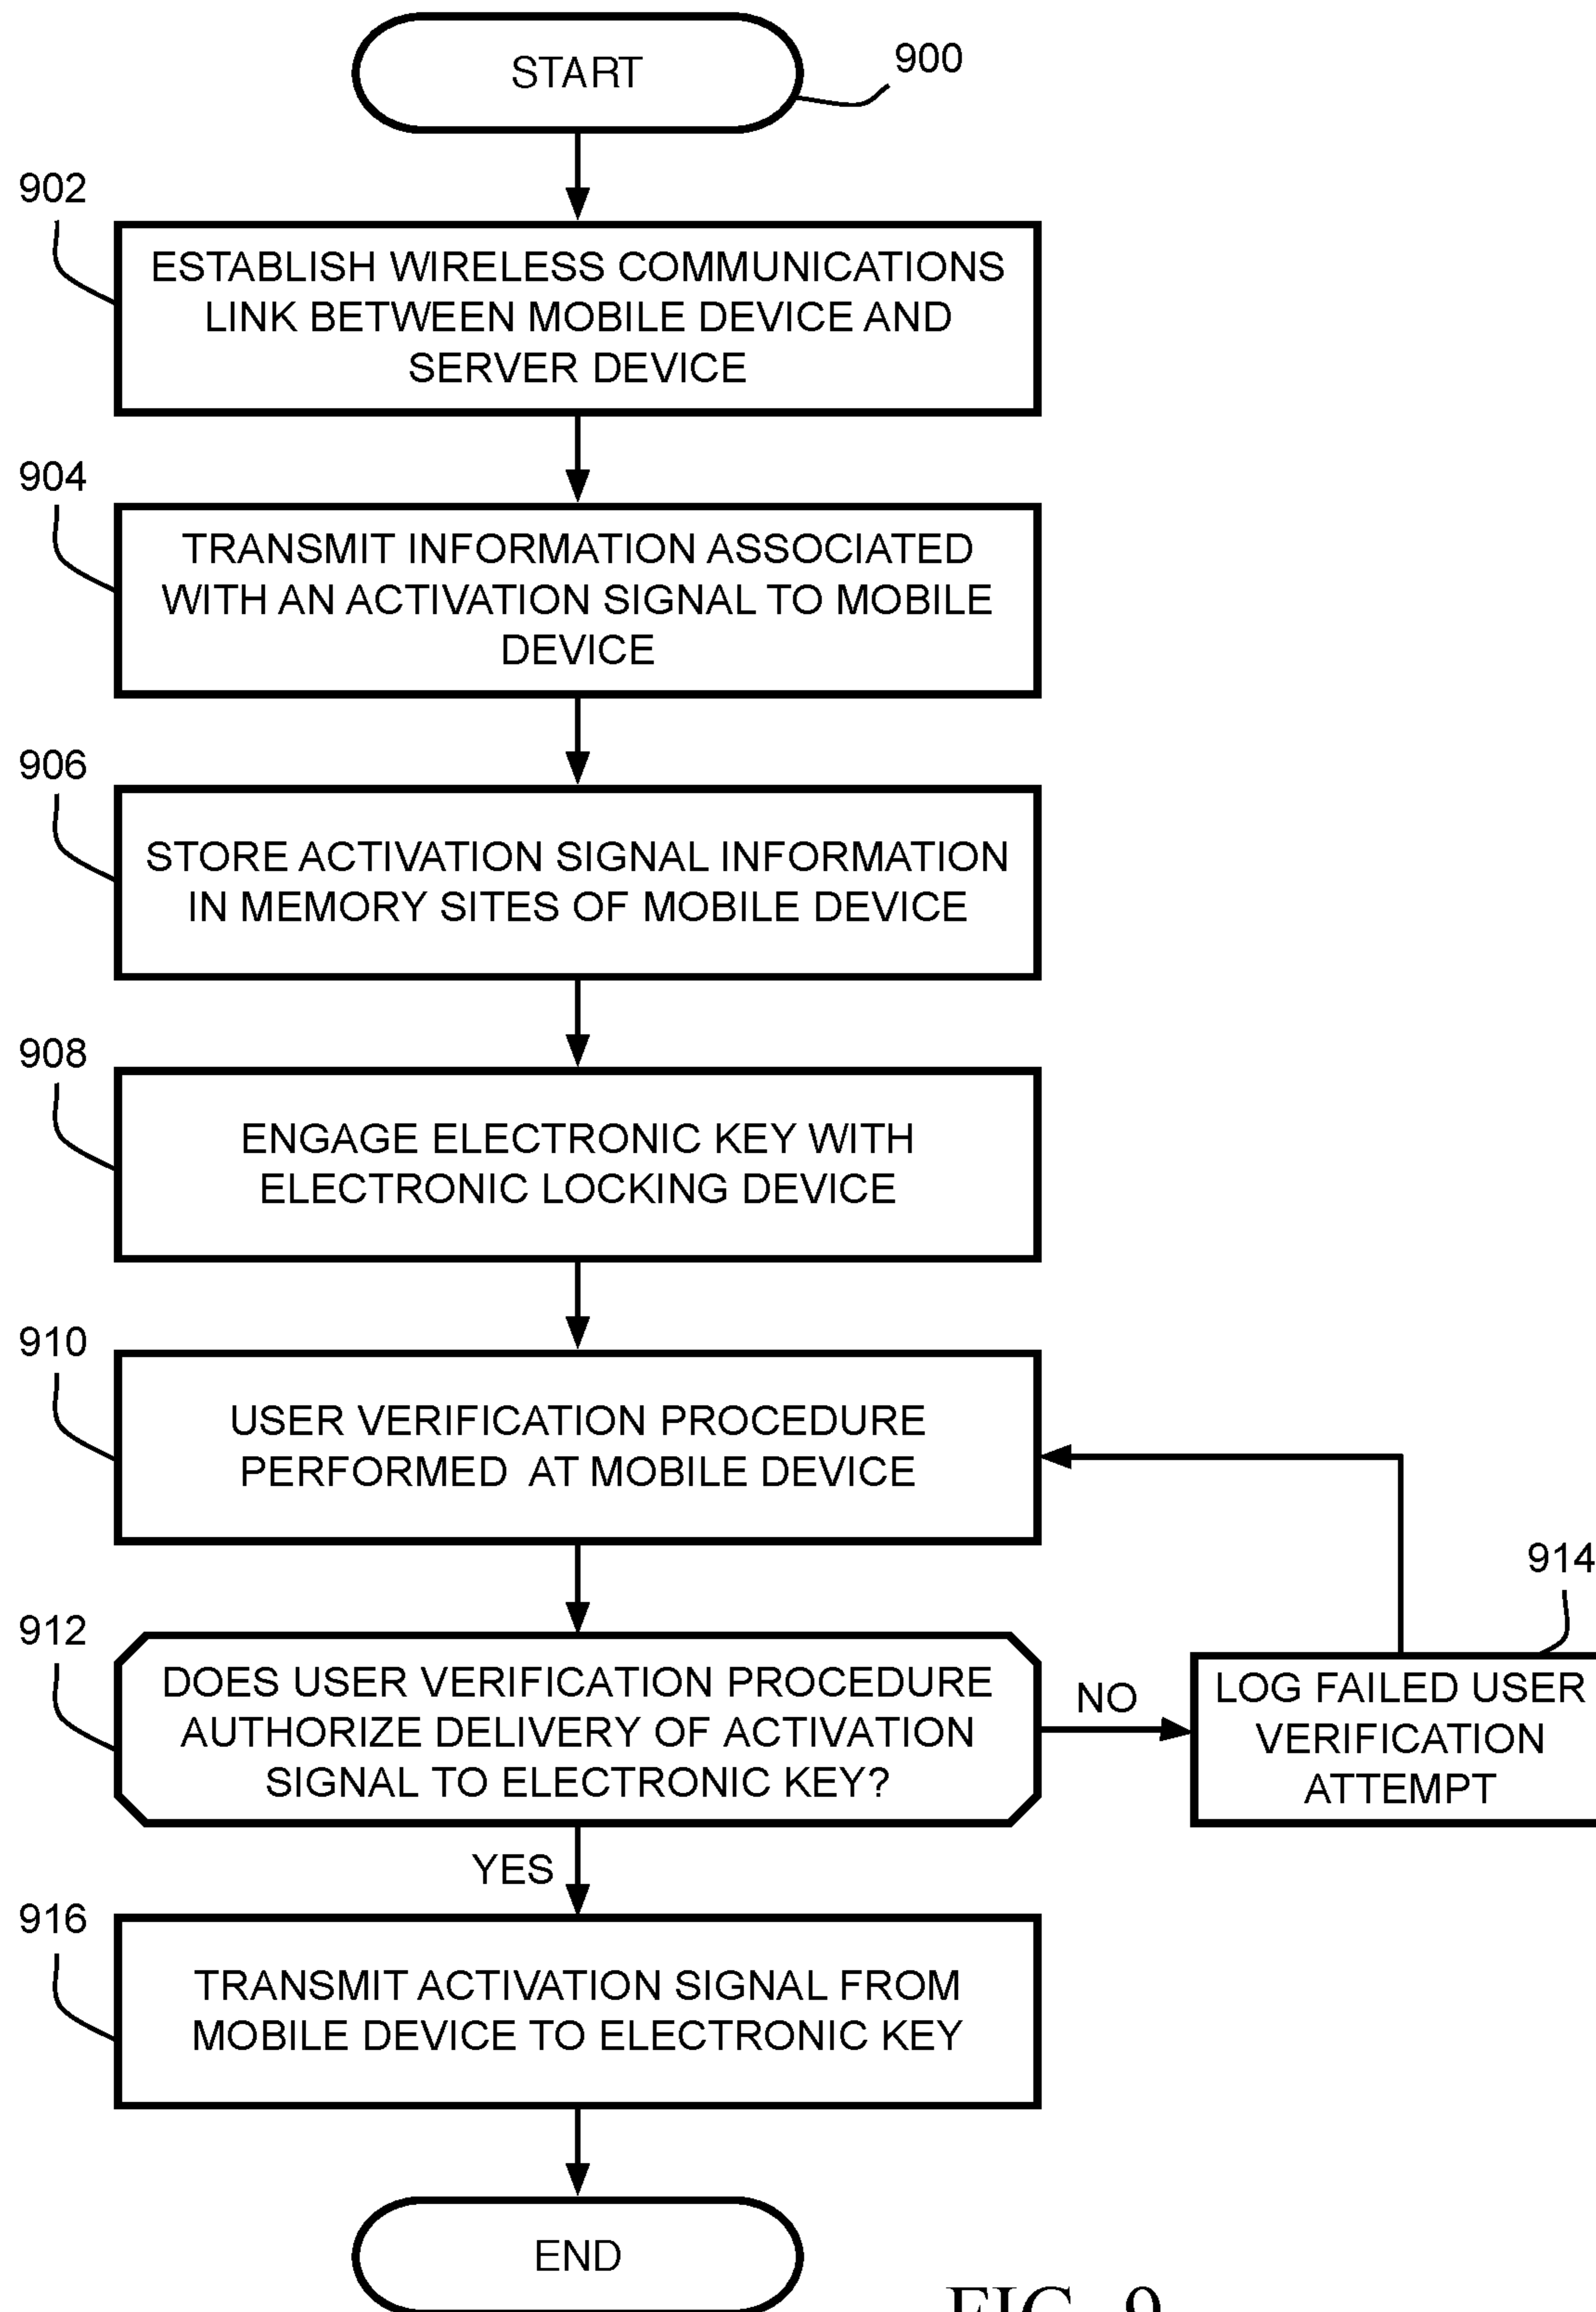 START
900
902
ESTABLISH WIRELESS COMMUNICATIONS
LINK BETWEEN MOBILE DEVICE AND
SERVER DEVICE
904
TRANSMIT INFORMATION ASSOCIATED
WITH AN ACTIVATION SIGNAL TO MOBILE
DEVICE
906
STORE ACTIVATION SIGNAL INFORMATION
IN MEMORY SITES OF MOBILE DEVICE
908
ENGAGE ELECTRONIC KEY WITH
ELECTRONIC LOCKING DEVICE
910
USER VERIFICATION PROCEDURE
PERFORMED AT MOBILE DEVICE
912
DOES USER VERIFICATION PROCEDURE
AUTHORIZE DELIVERY OF ACTIVATION
SIGNAL TO ELECTRONIC KEY?
NO
914
LOG FAILED USER
VERIFICATION
ATTEMPT
YES
916
TRANSMIT ACTIVATION SIGNAL FROM
MOBILE DEVICE TO ELECTRONIC KEY
END
FIG. 9